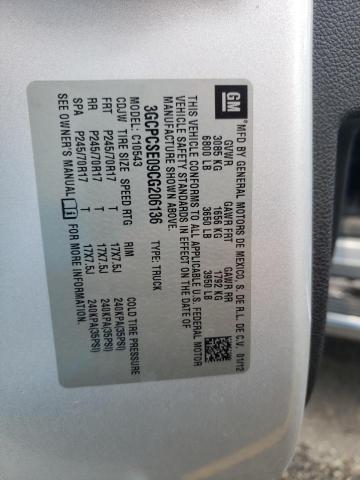 GM
MFD BY GENERAL MOTORS DE MEXICO, S. DE R.L. DE C.V. 01/12
GVWR GAWR FRT GAWR RR
3085 KG 1656 KG 1792 KG
6800 LB 3650 LB 3950 LB
THIS VEHICLE CONFORMS TO ALL APPLICABLE U.S. FEDERAL MOTOR
VEHICLE SAFETY STANDARDS IN EFFECT ON THE DATE OF
MANUFACTURE SHOWN ABOVE.
3GCPCSE09CG206136 TYPE: TRUCK
MODEL: C10543
CDJW TIRE SIZE SPEED RTG RIM COLD TIRE PRESSURE
FRT P245/70R17 T 17X7.5J 240KPA(35PSI)
RR P245/70R17 T 17X7.5J 240KPA(35PSI)
P245/70R17 T 17X7.5J 240KPA(35PSI)
SEE OWNER'S MANUAL FOR MORE INFORMATION.